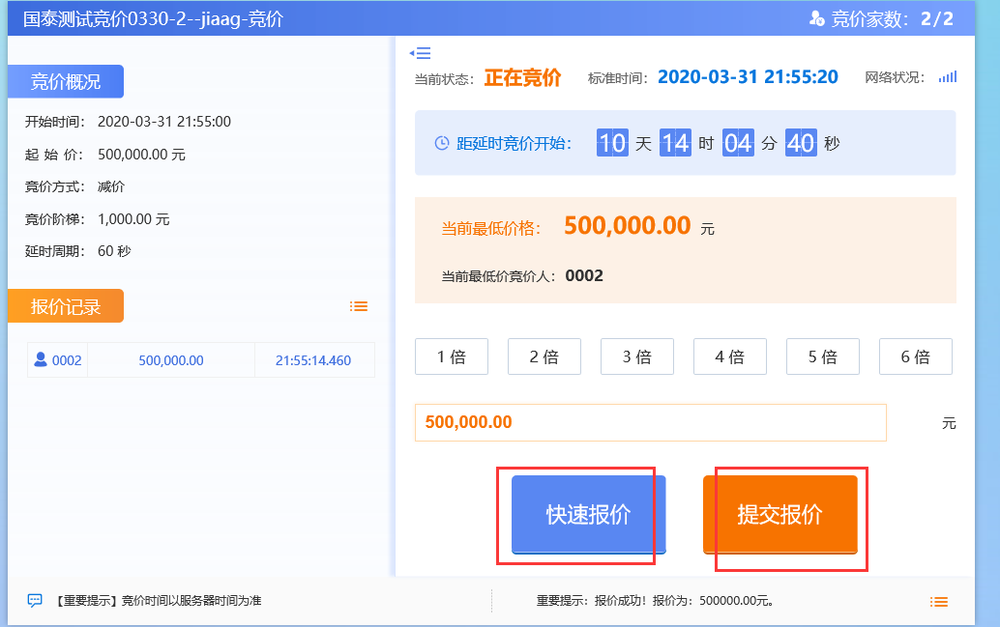 国泰测试竞价0330-2--jiaag-竞价
竞价家数：2/2
竞价概况
开始时间： 2020-03-31 21:55:00
起 始 价： 500,000.00 元
竞价方式： 减价
竞价阶梯： 1,000.00 元
延时周期： 60 秒
报价记录
0002 500,000.00 21:55:14.460
当前状态： 正在竞价 标准时间： 2020-03-31 21:55:20 网络状况：
距延时竞价开始： 10 天 14 时 04 分 40 秒
当前最低价格： 500,000.00 元
当前最低价竞价人： 0002
1 倍 2 倍 3 倍 4 倍 5 倍 6 倍
500,000.00 元
快速报价 提交报价
【重要提示】竞价时间以服务器时间为准
重要提示：报价成功！报价为：500000.00元。